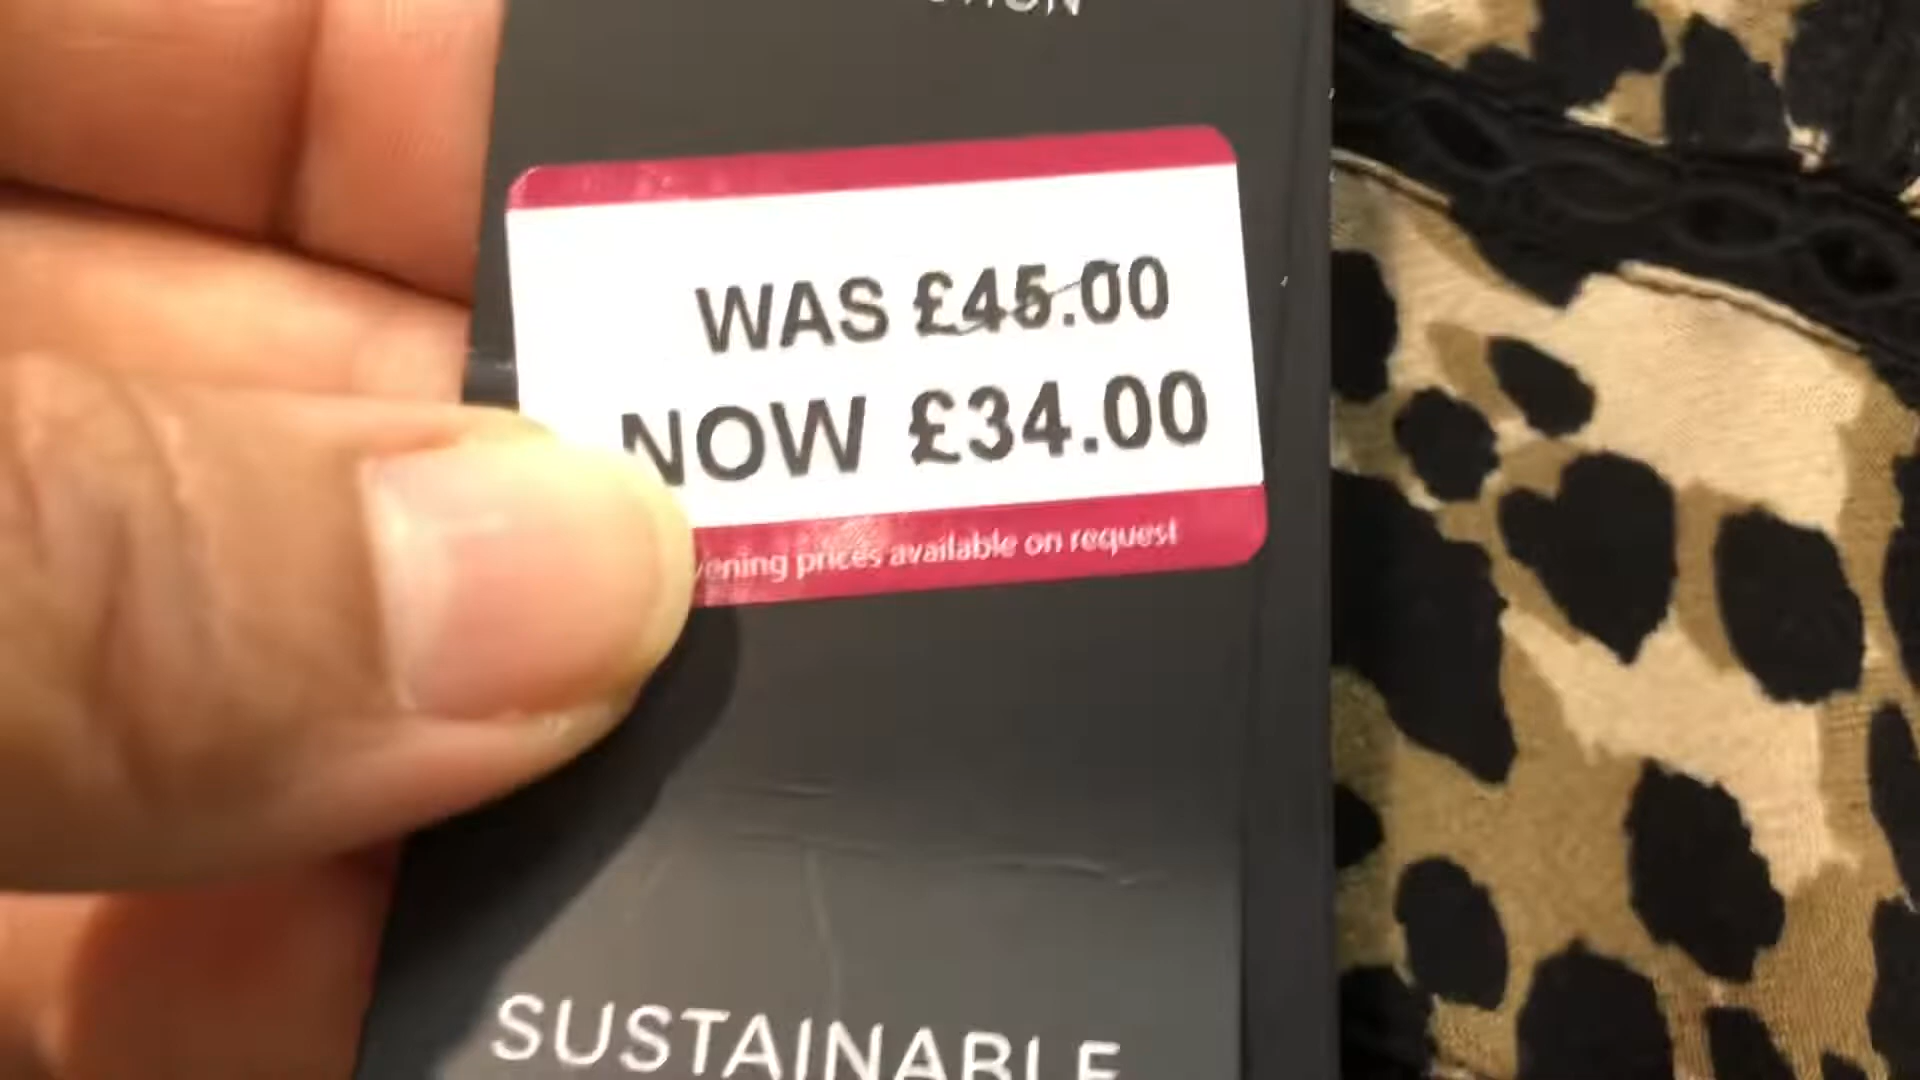 WAS £45.00
NOW £34.00
prices available on request
SUSTAINABLE